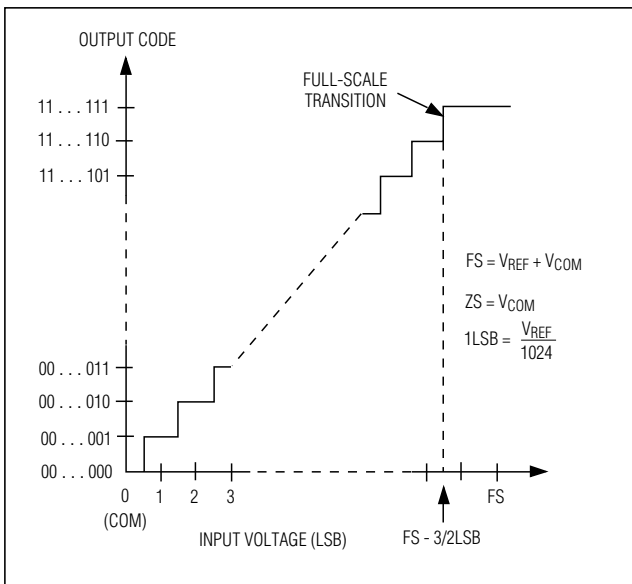 OUTPUT CODE
FULL-SCALE
TRANSITION
11 . . . 111
11 . . . 110
11 . . . 101
FS = VREF + VCOM
ZS = VCOM
1LSB = VREF
1024
00 . . . 011
00 . . . 010
00 . . . 001
00 . . . 000
0
1
2
3
FS
(COM)
INPUT VOLTAGE (LSB)
FS - 3/2LSB